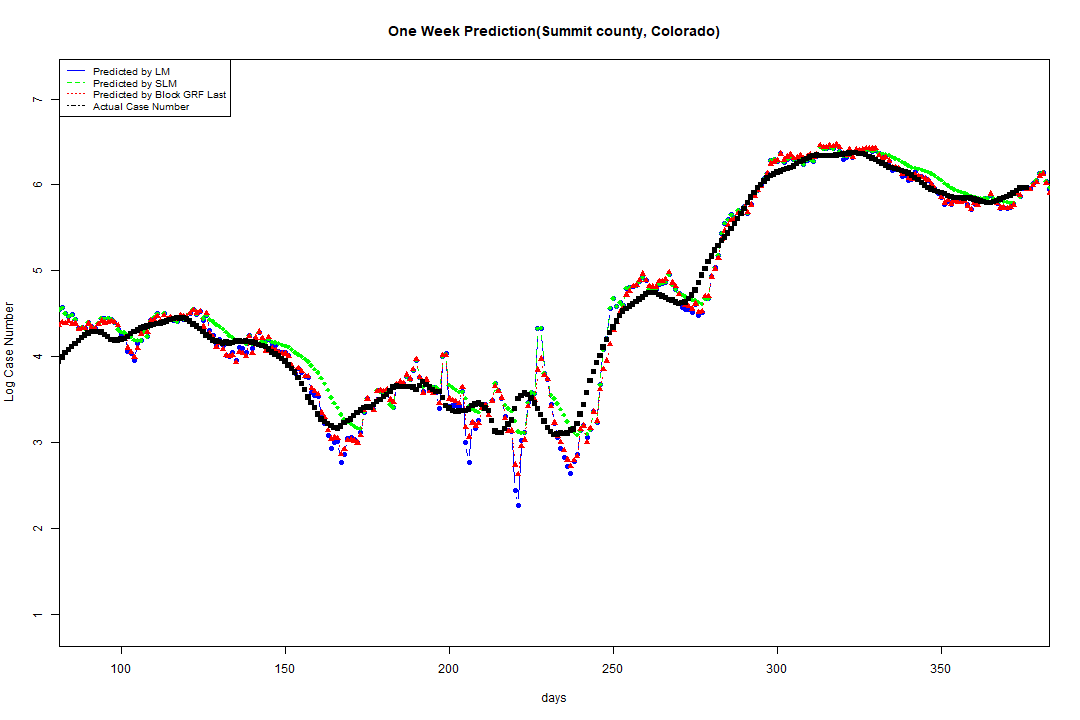 One Week Prediction(Summit county, Colorado)
Predicted by LM
Predicted by SLM
Predicted by Block GRF Last
Actual Case Number
7
6
5
4
3
2
1
Log Case Number
100 150 200 250 300 350
days